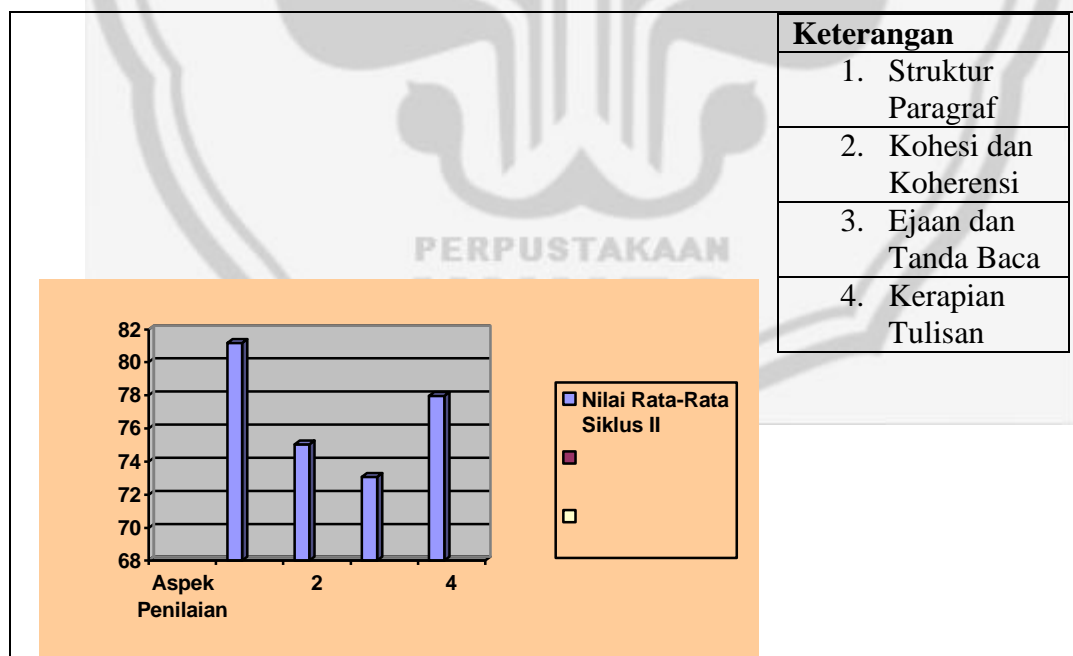 Keterangan
1. Struktur
Paragraf
2. Kohesi dan
Koherensi
3. Ejaan dan
Tanda Baca
4. Kerapian
Tulisan
PERPUSTAKAAN
82
80
78
76
74
72
70
68
Aspek
Penilaian
2
4
Nilai Rata-Rata
Siklus II